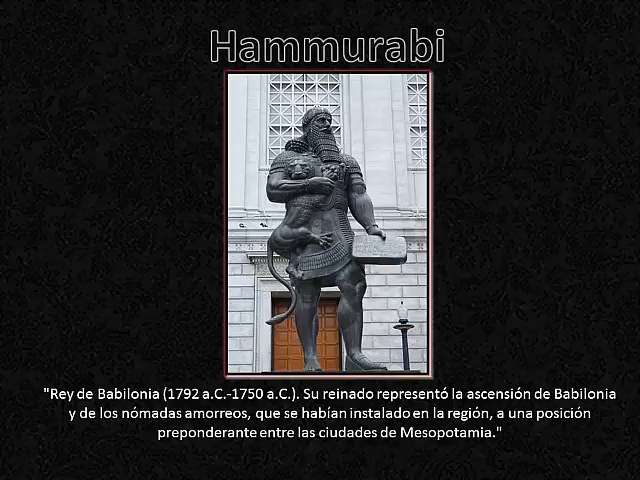 Hammurabi
"Rey de Babilonia (1792 a.C.-1750 a.C.). Su reinado representó la ascensión de Babilonia
y de los nómadas amorreos, que se habían instalado en la región, a una posición
preponderante entre las ciudades de Mesopotamia."